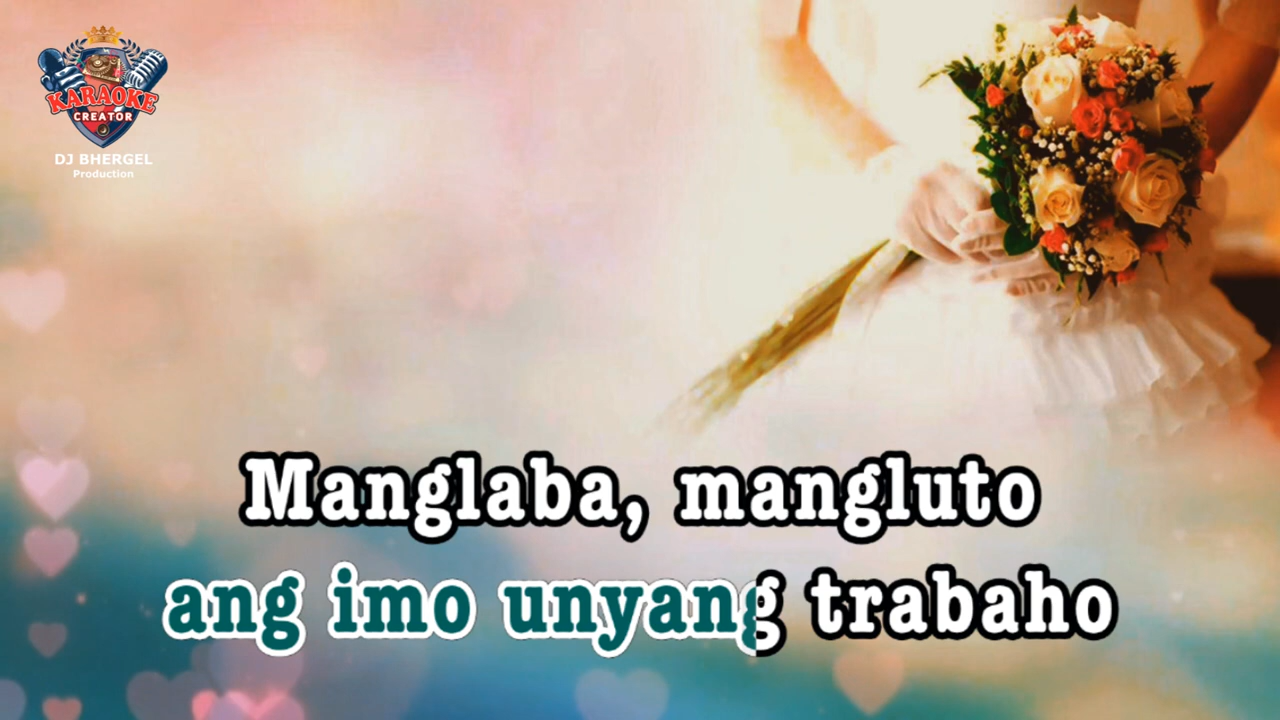 KARAOKE
CREATOR
DJ BHERGEL
Production
Manglaba, mangluto
ang imo unyang trabaho